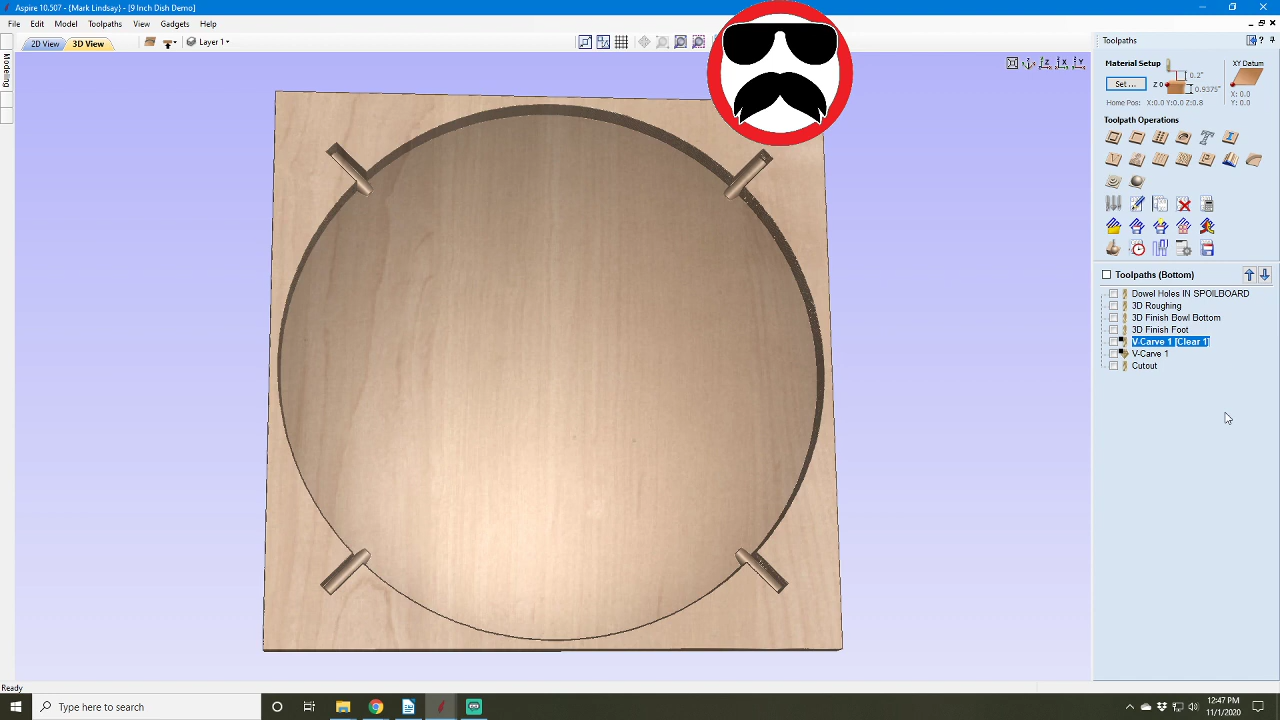 Aspire 10.507 - {Mark Lindsay} - [9 Inch Dish Demo]
File Edit Model Toolpaths View Gadgets Help
2D View 3D View Layer 1
Modeling
Toolpaths
Material Setup
XY Datum
Set ...
Z 0
0.2"
0.9375"
X: 0.0
Y: 0.0
Home Pos: X:0.0 Y:0.0 Z:0.8
Toolpath Operations
Toolpaths (Bottom)
Dowel Holes IN SPOILBOARD
3D Roughing
3D Finish Bowl Bottom
3D Finish Foot
V-Carve 1 [Clear 1]
V-Carve 1
Cutout
Ready
Type here to search
12:47 PM
11/1/2020